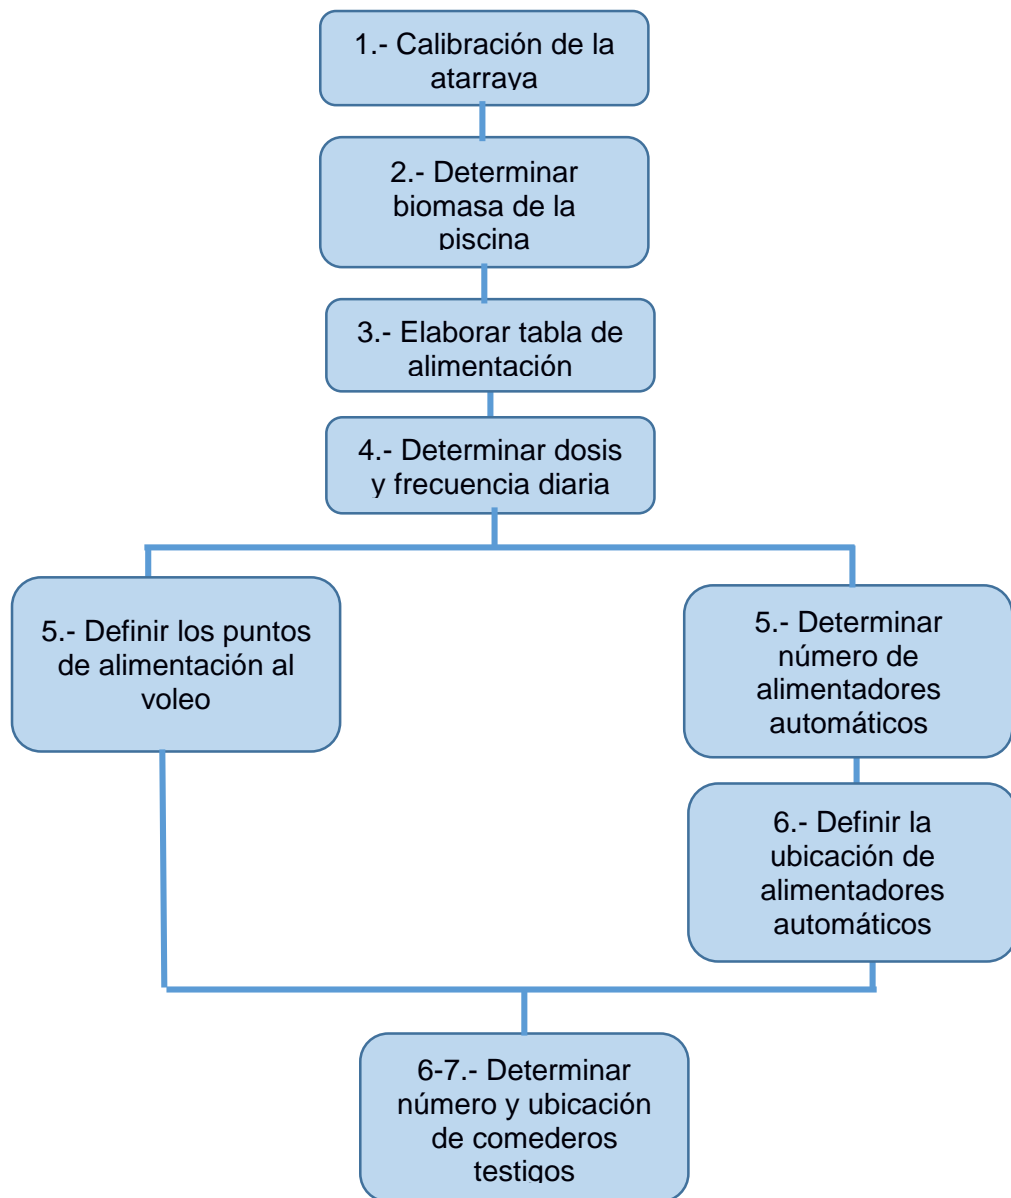 1.- Calibración de la
atarraya
2.- Determinar
biomasa de la
piscina
3.- Elaborar tabla de
alimentación
4.- Determinar dosis
y frecuencia diaria
5.- Definir los puntos
de alimentación al
voleo
5.- Determinar
número de
alimentadores
automáticos
6.- Definir la
ubicación de
alimentadores
automáticos
6-7.- Determinar
número y ubicación
de comederos
testigos